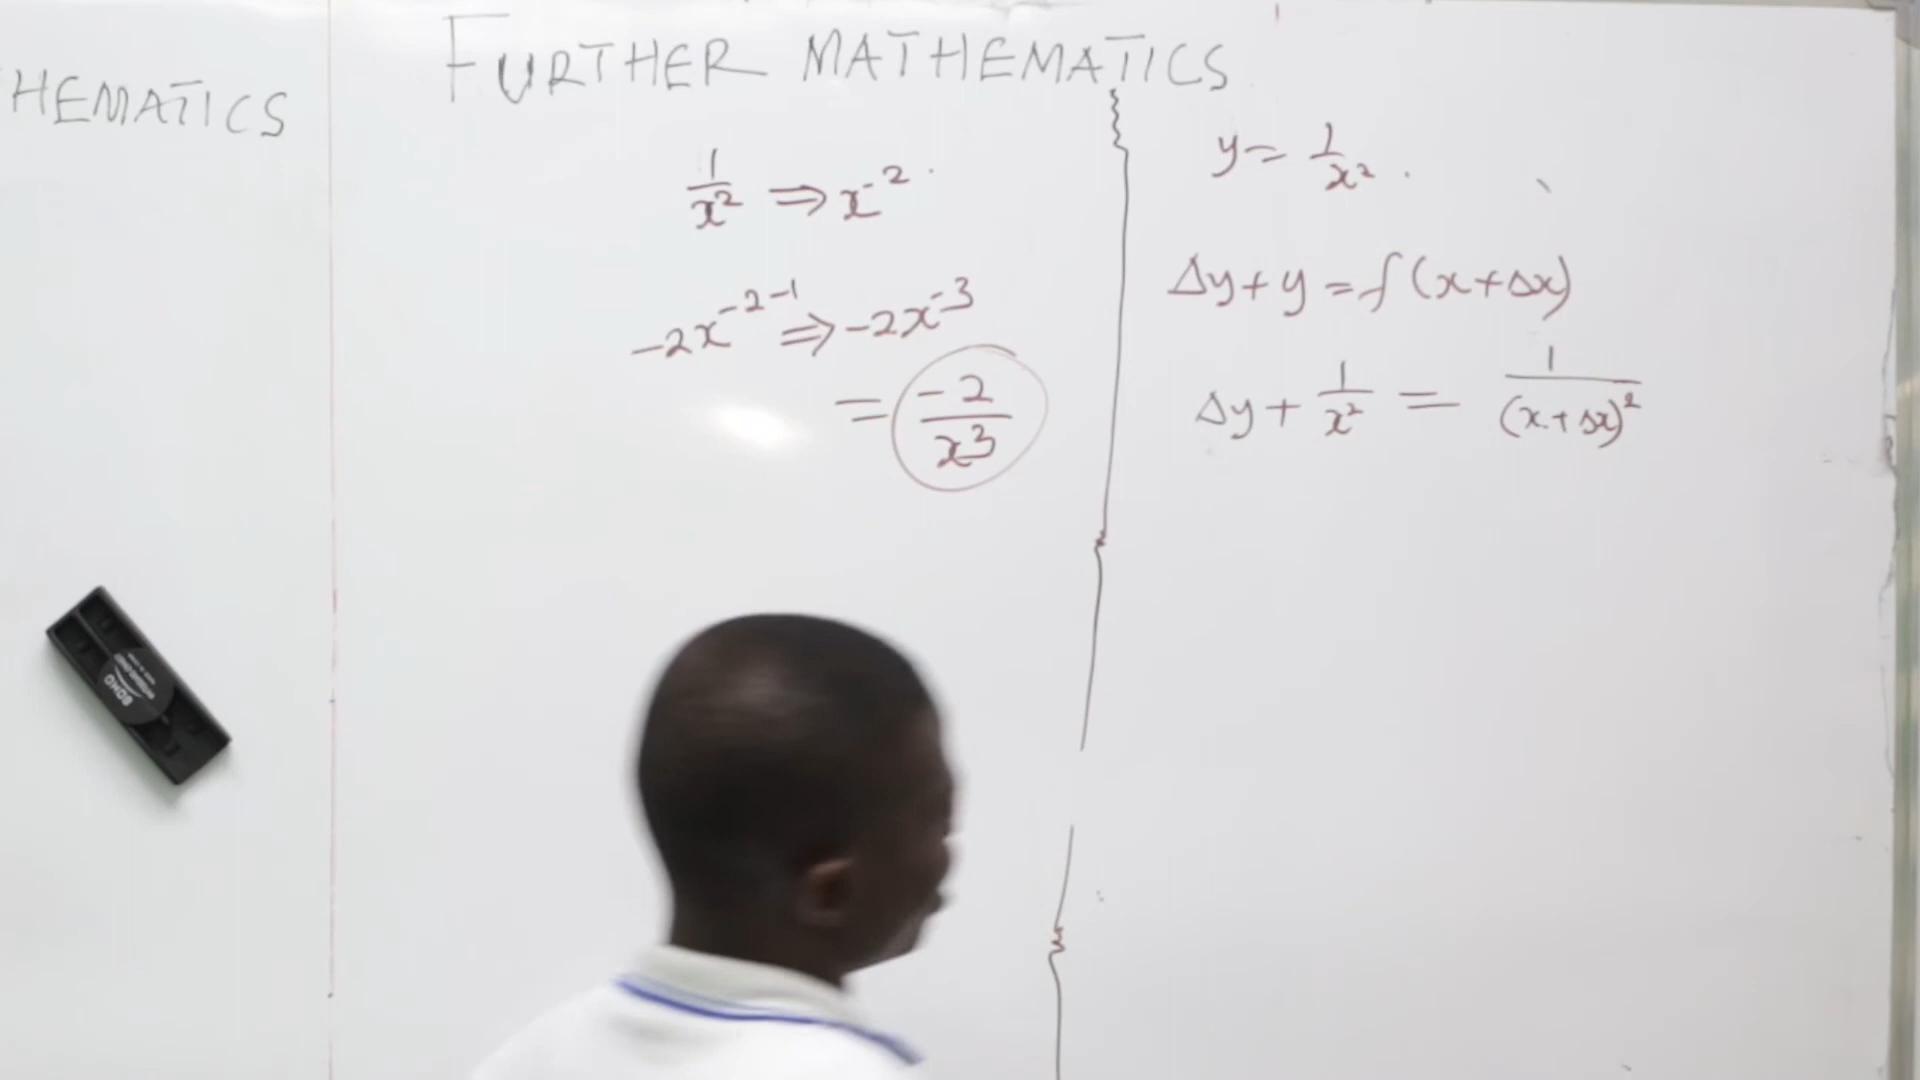 HEMATICS
FURTHER MATHEMATICS
1/x² ⇒ x⁻²
-2x⁻²⁻¹ ⇒ -2x⁻³
= -2/x³
y = 1/x².
Δy + y = f(x+Δx)
Δy + 1/x² = 1/(x+Δx)²